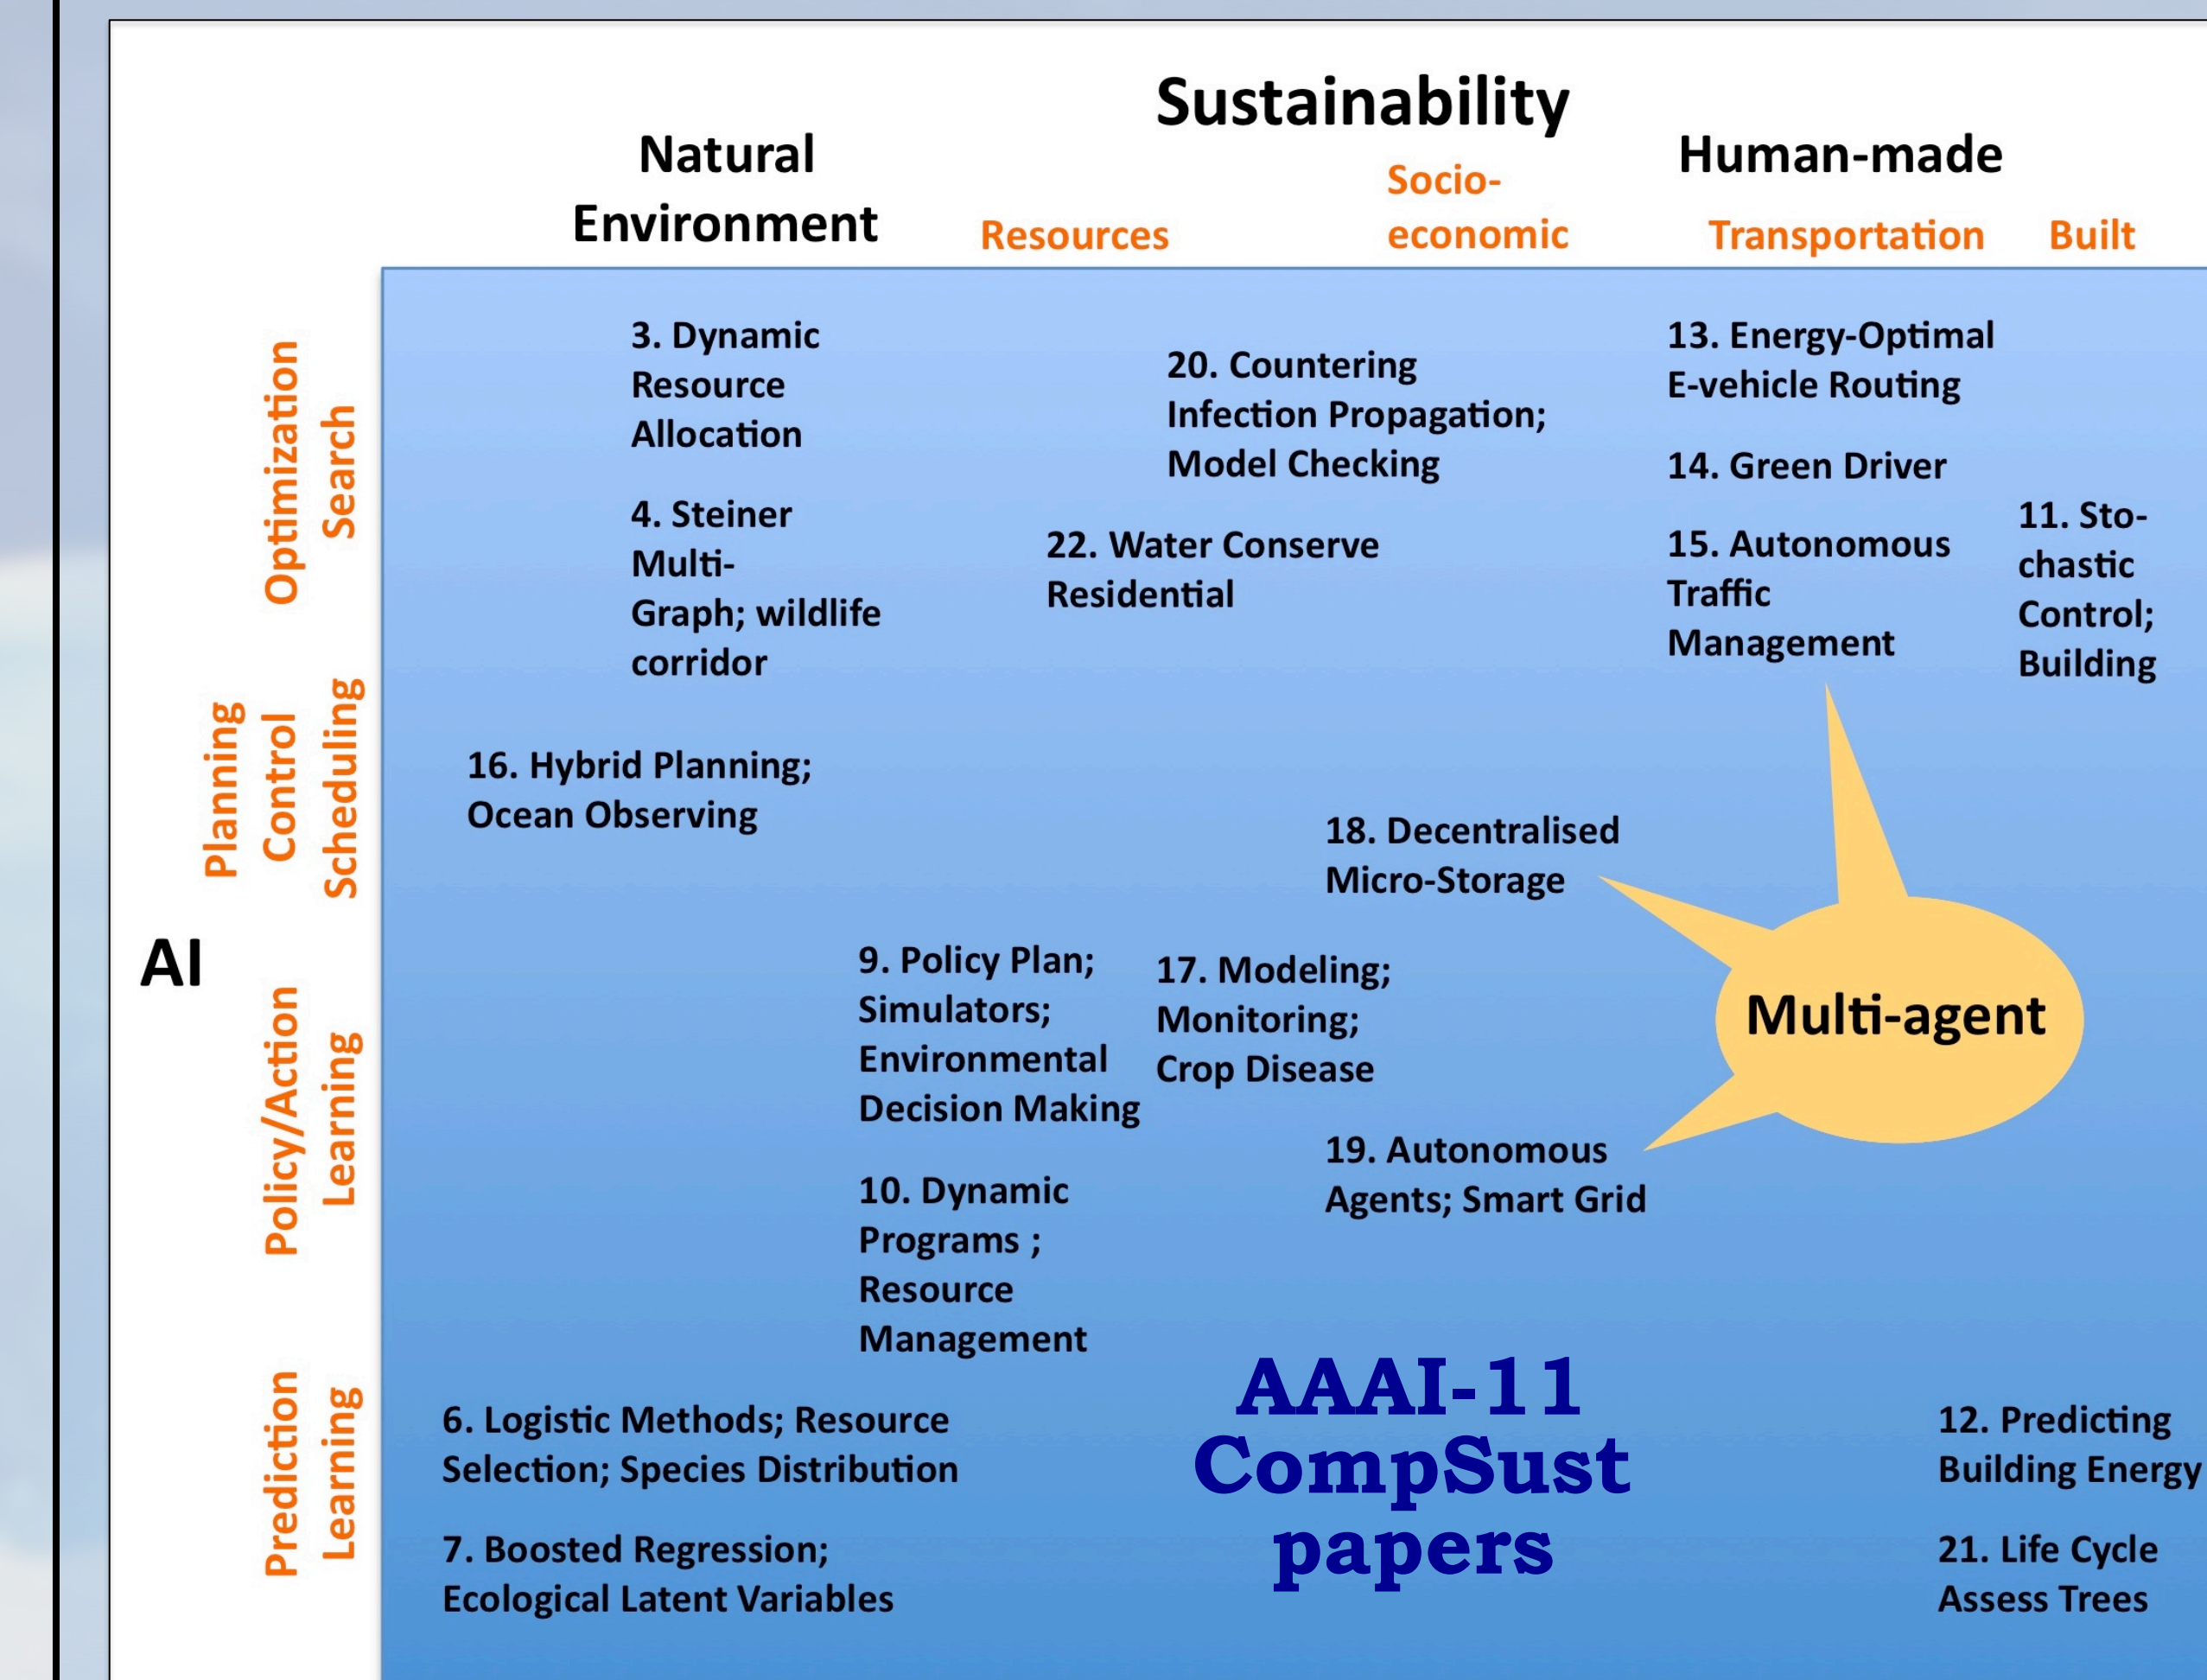 Sustainability
Natural
Environment
Resources
Socio-
economic
Human-made
Transportation
Built
AI
Optimization
Search
Planning
Control
Scheduling
Policy/Action
Learning
Prediction
Learning
3. Dynamic
Resource
Allocation
4. Steiner
Multi-
Graph; wildlife
corridor
20. Countering
Infection Propagation;
Model Checking
22. Water Conserve
Residential
13. Energy-Optimal
E-vehicle Routing
14. Green Driver
15. Autonomous
Traffic
Management
11. Sto-
chastic
Control;
Building
16. Hybrid Planning;
Ocean Observing
18. Decentralised
Micro-Storage
9. Policy Plan;
Simulators;
Environmental
Decision Making
17. Modeling;
Monitoring;
Crop Disease
Multi-agent
19. Autonomous
Agents; Smart Grid
10. Dynamic
Programs ;
Resource
Management
6. Logistic Methods; Resource
Selection; Species Distribution
7. Boosted Regression;
Ecological Latent Variables
AAAI-11
CompSust
papers
12. Predicting
Building Energy
21. Life Cycle
Assess Trees